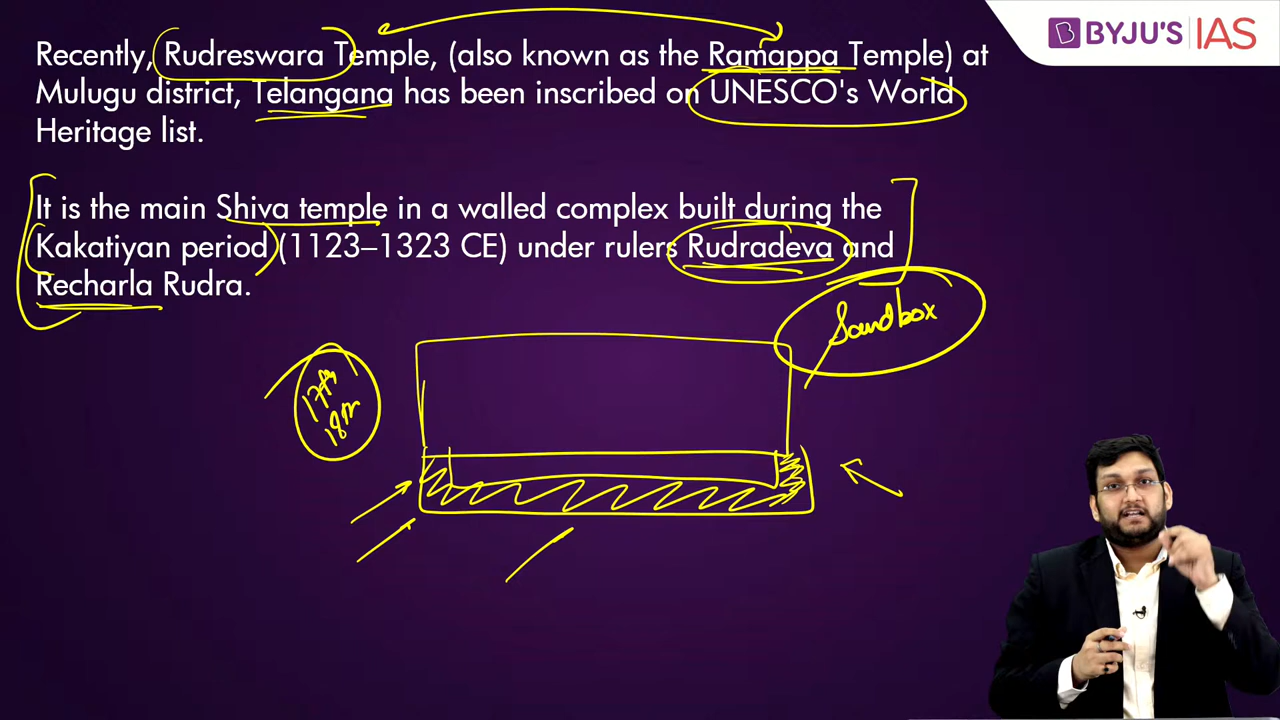 BYJU'S IAS
Recently, Rudreswara Temple, (also known as the Ramappa Temple) at
Mulugu district, Telangana has been inscribed on UNESCO's World
Heritage list.
It is the main Shiva temple in a walled complex built during the
Kakatiyan period (1123–1323 CE) under rulers Rudradeva and
Recharla Rudra.
Sandbox
17th
18th